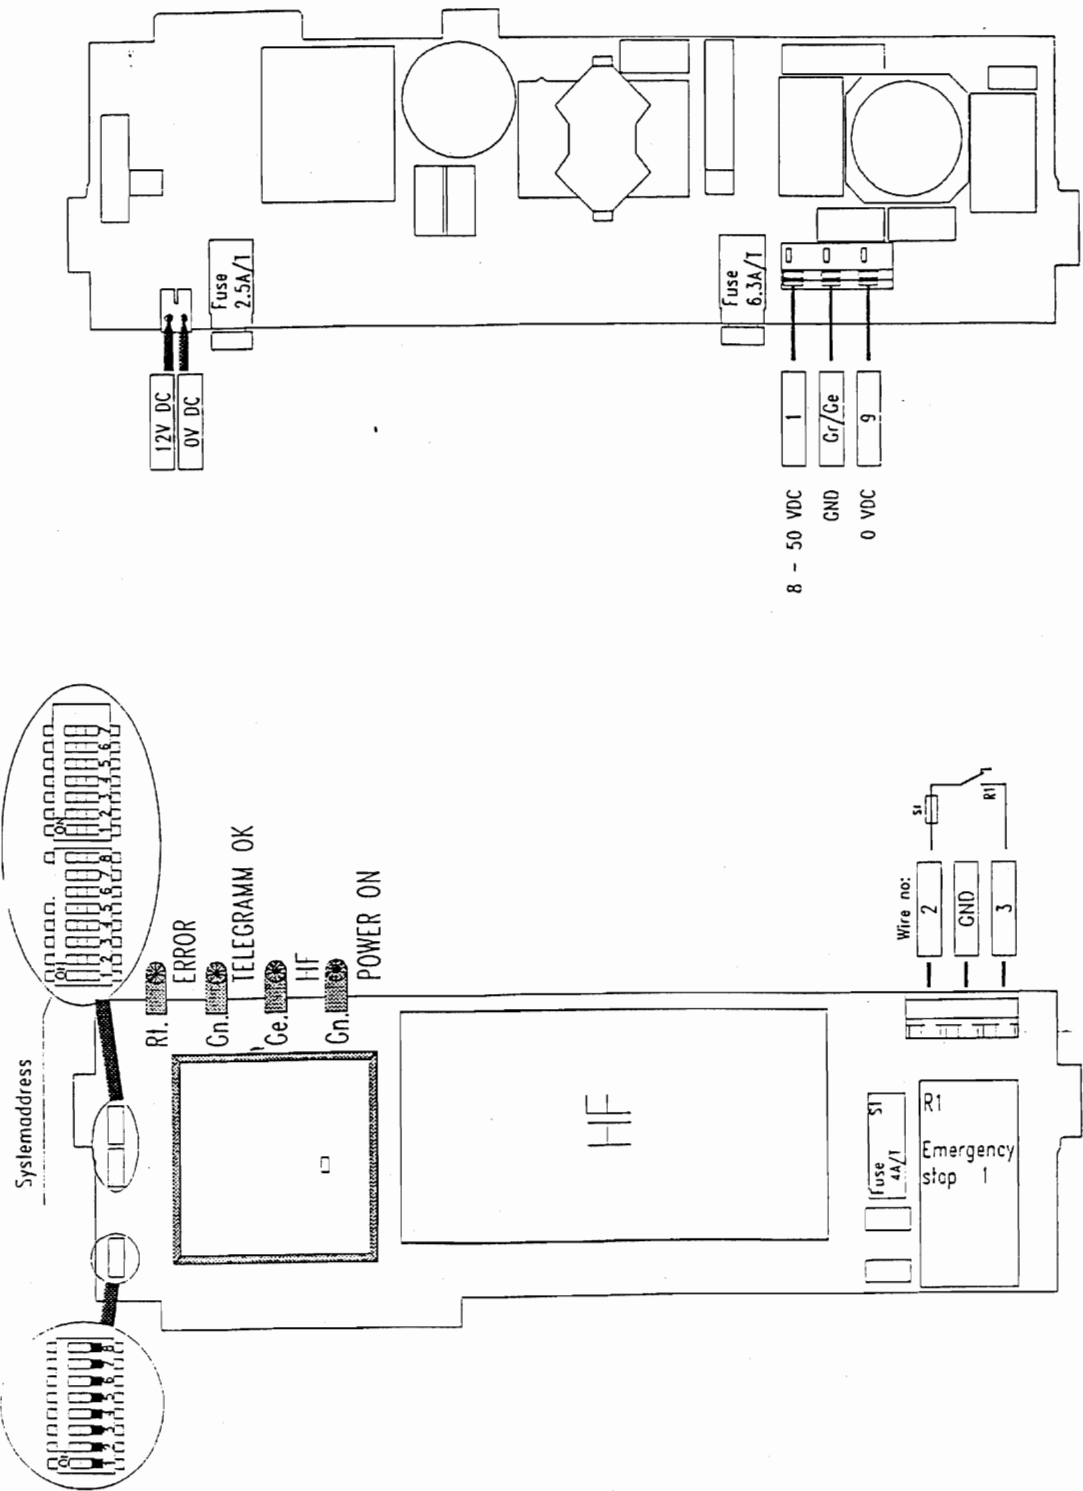 Fuse
2.5A/T
Fuse
6.3A/T
12V DC
0V DC
1
Gr/Ge
9
8 - 50 VDC
GND
0 VDC
Systemaddress
ON
1 2 3 4 5 6 7 8
ON
1 2 3 4 5 6 7
Rt.
ERROR
Gn.
TELEGRAMM OK
Ge.
HF
Gn.
POWER ON
HF
Wire no:
2
GND
3
S1
R1
Fuse
4A/T
S1
R1
Emergency
stop 1
1 2 3 4 5 6 7 8